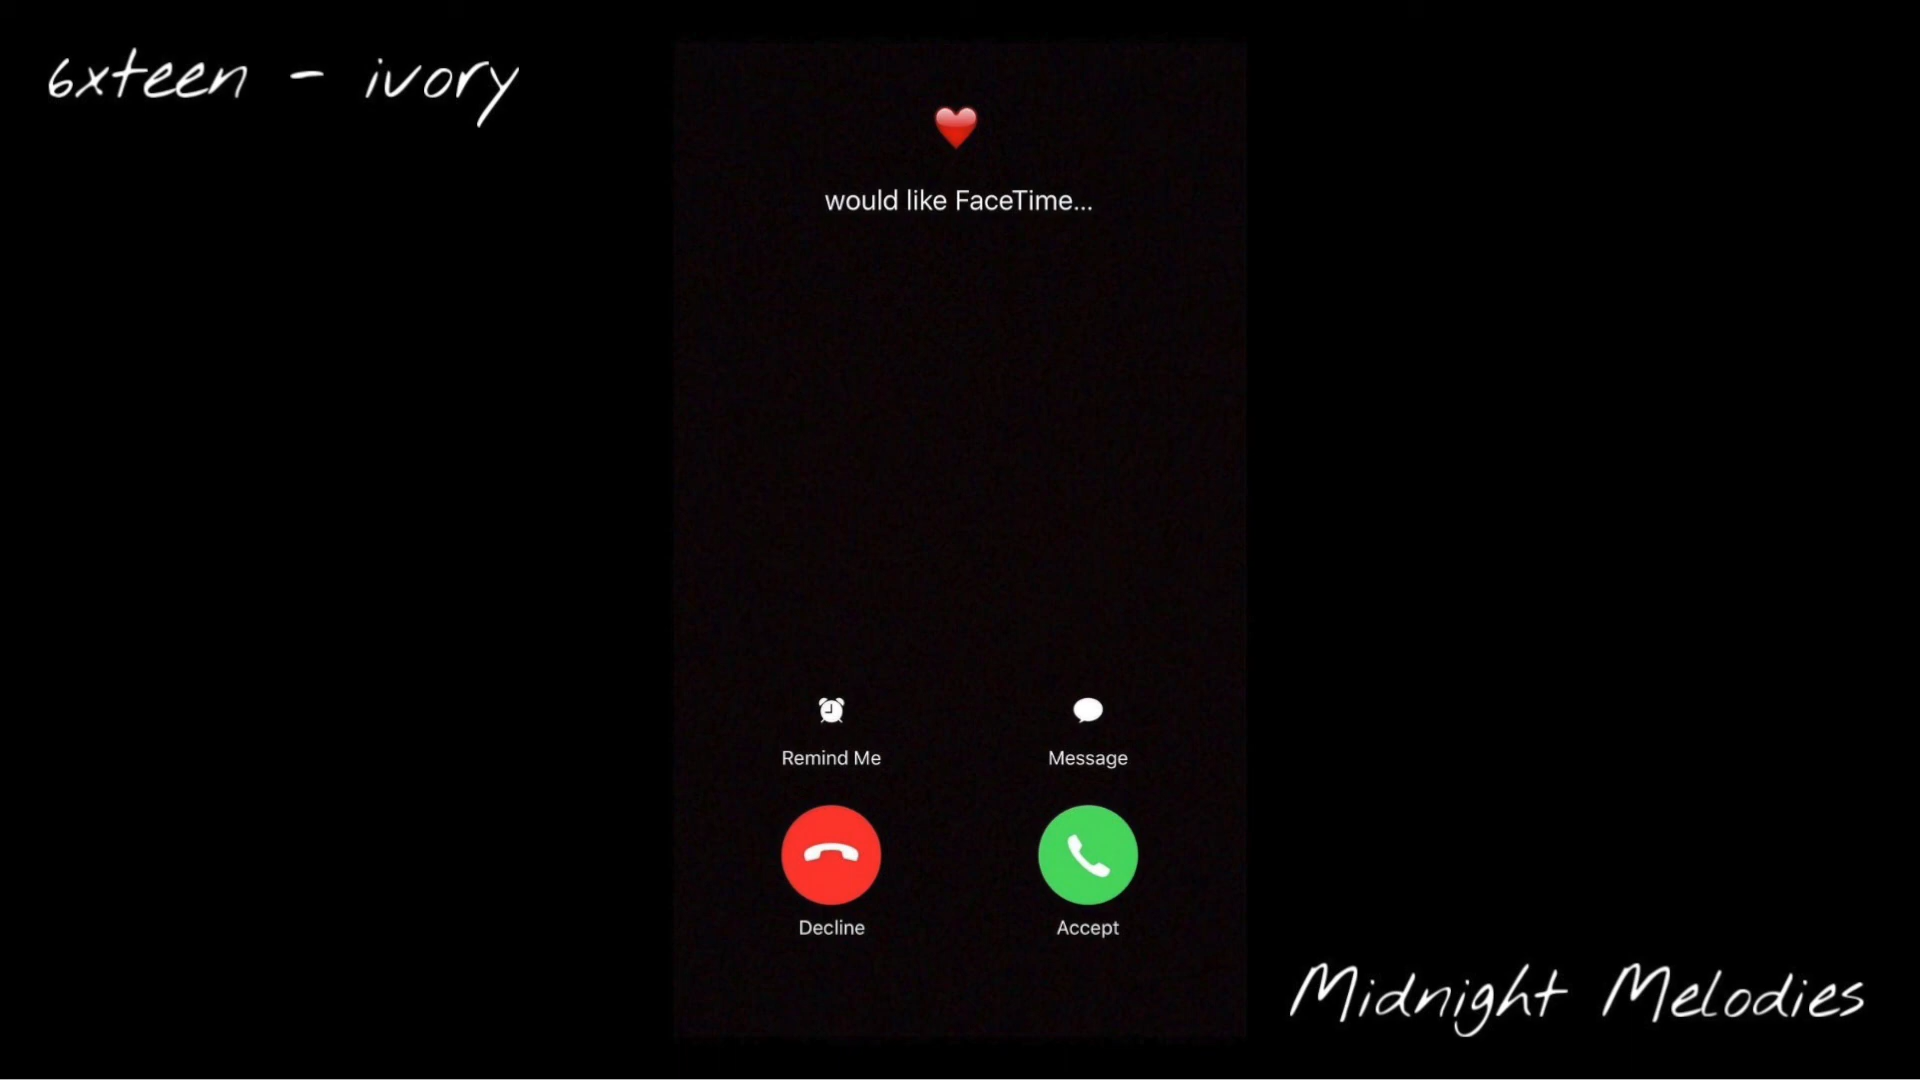 6xteen - ivory
would like FaceTime...
Remind Me
Message
Decline
Accept
Midnight Melodies